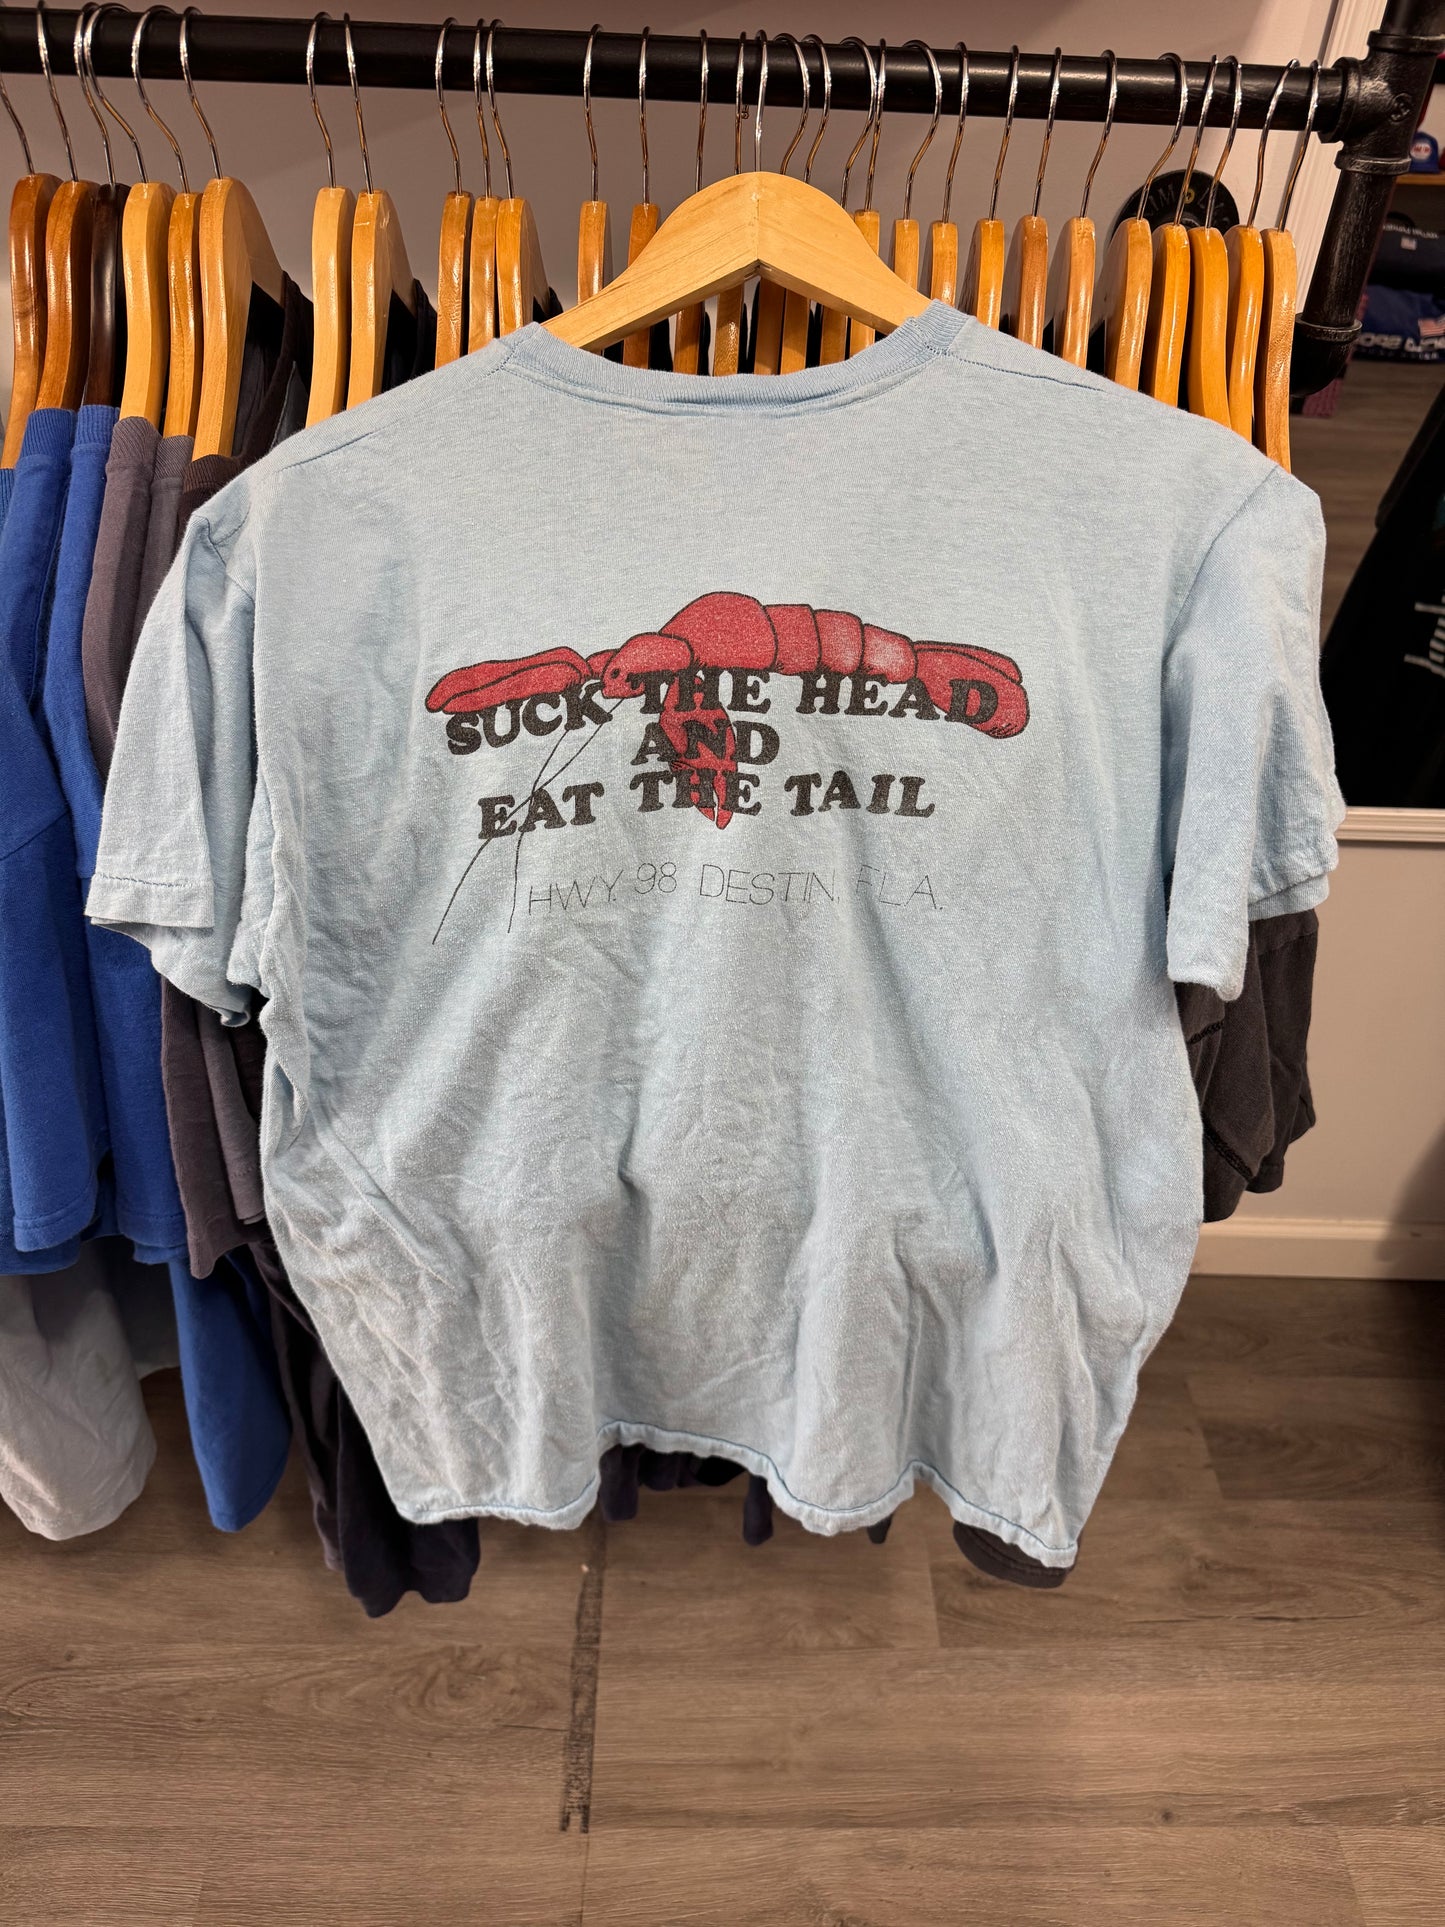 SUCK THE HEAD
AND
EAT THE TAIL
HWY. 98 DESTIN, FLA.